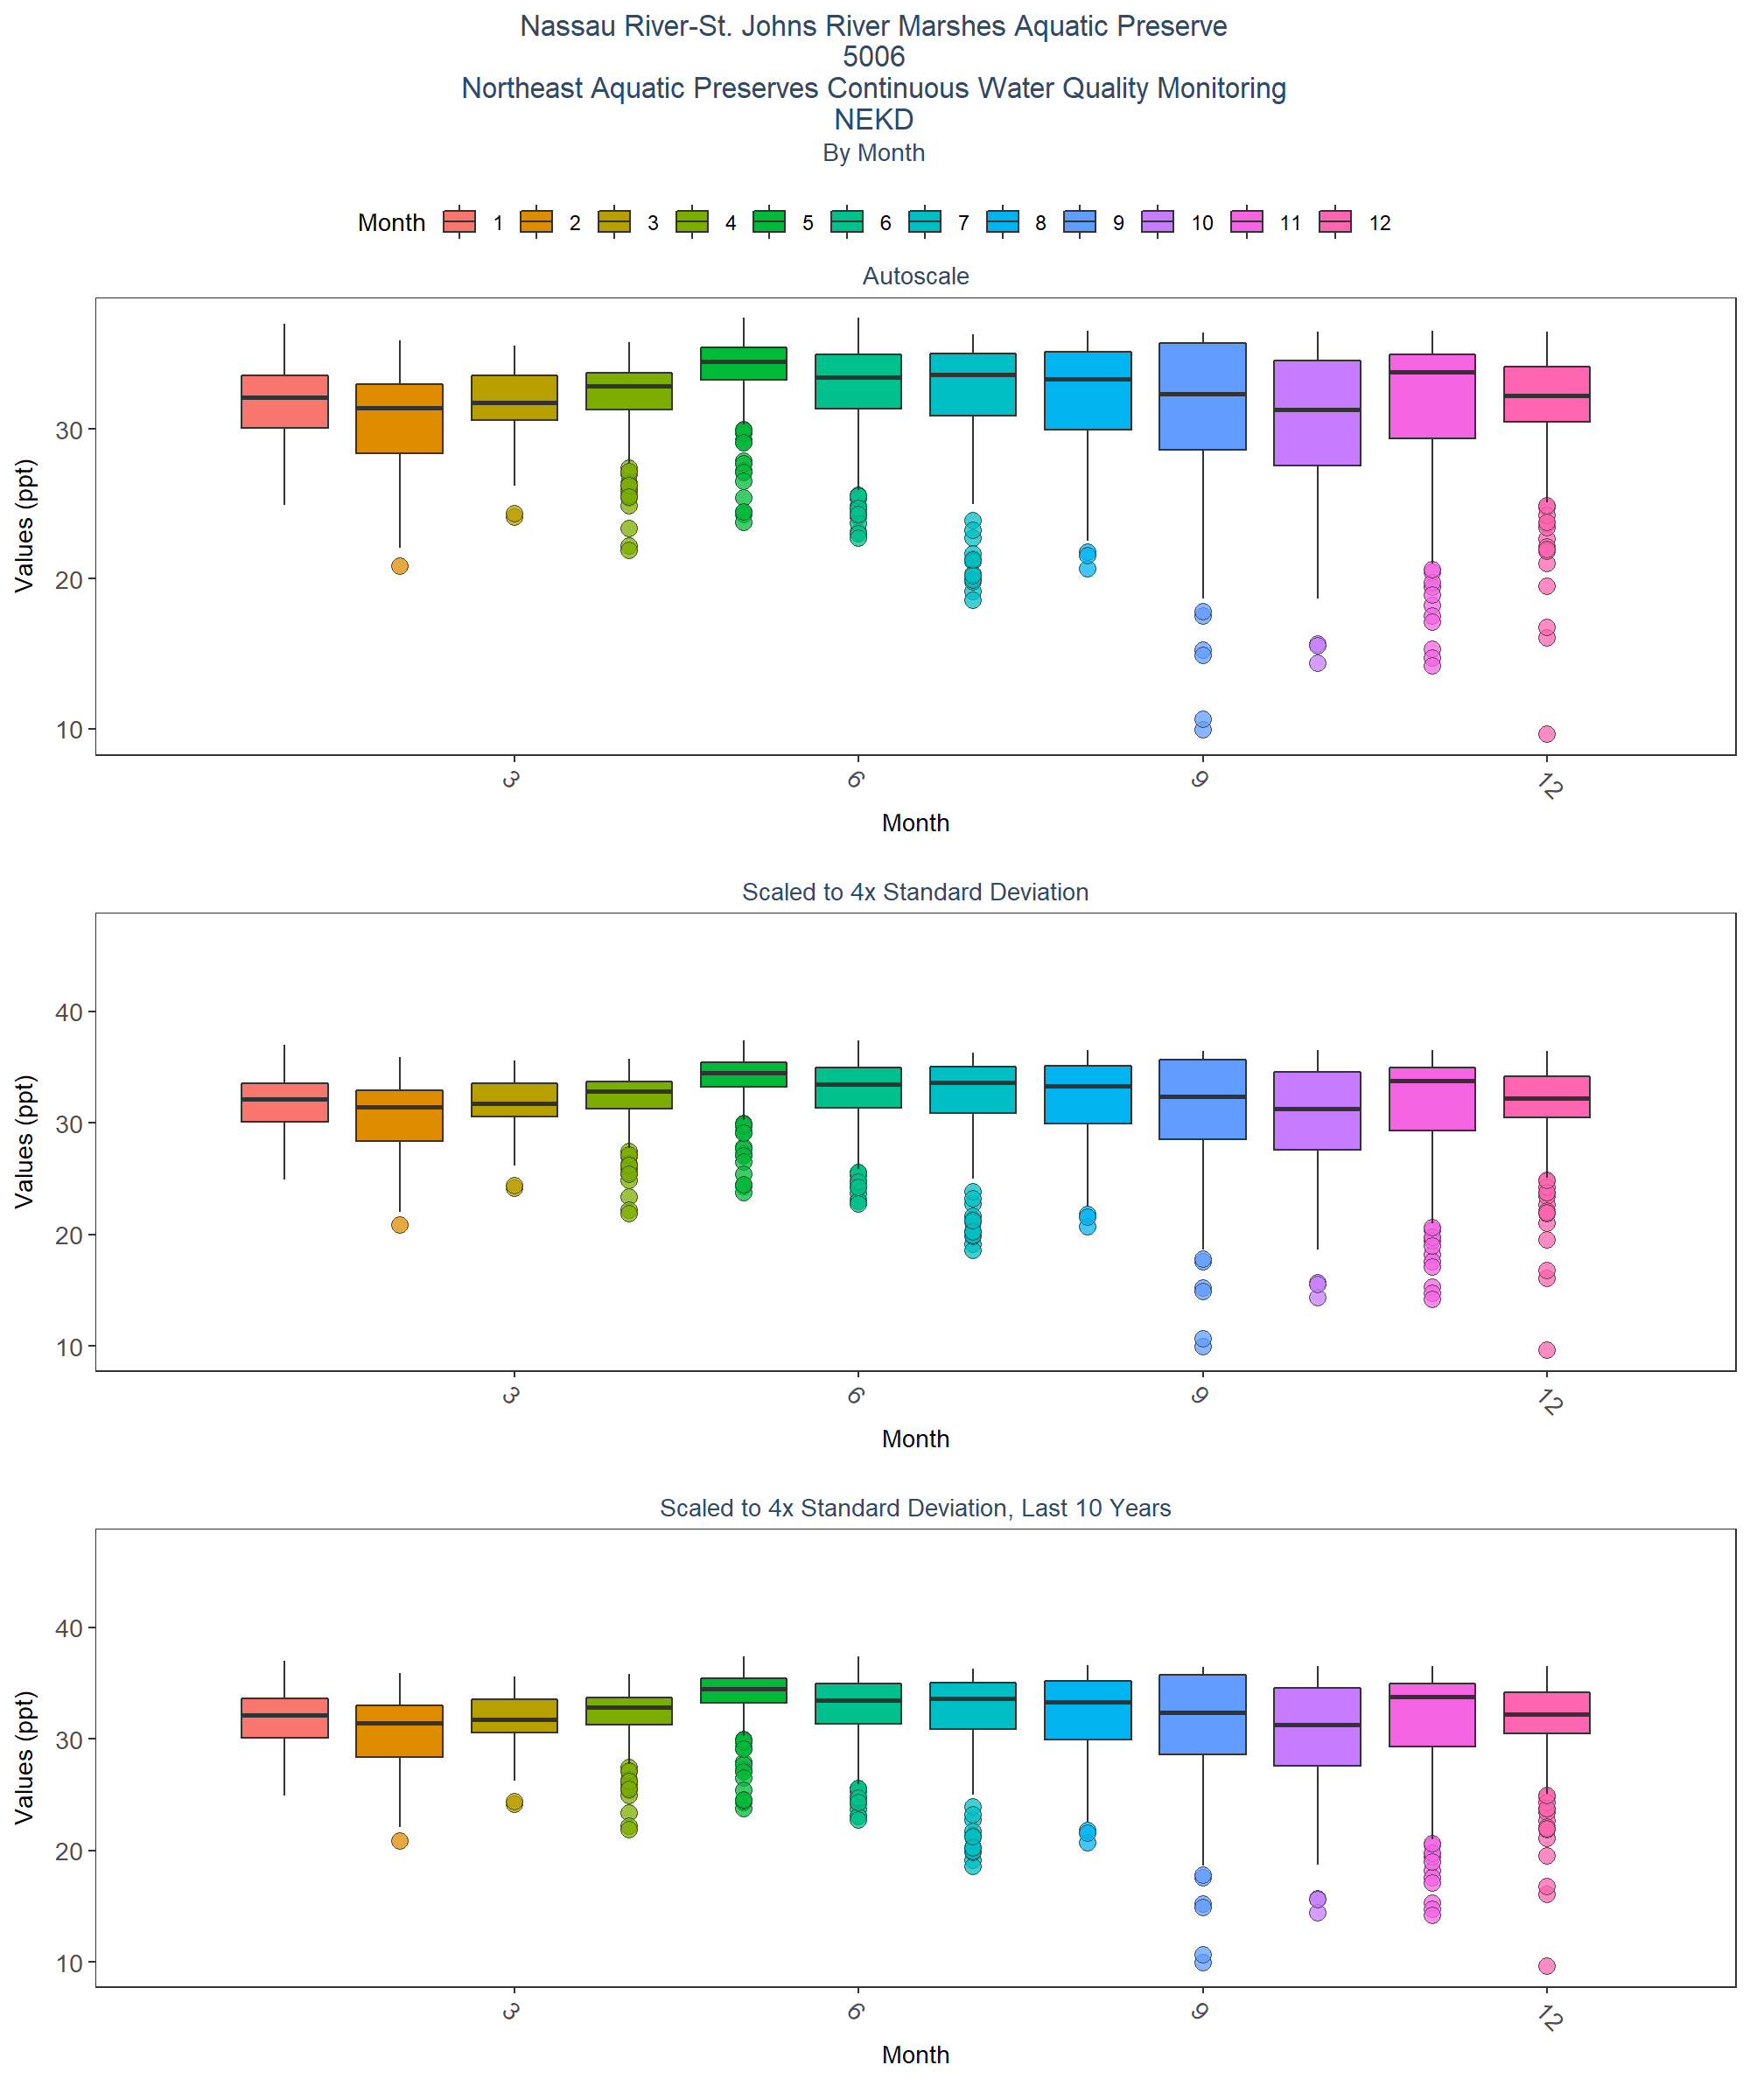 Nassau River-St. Johns River Marshes Aquatic Preserve
5006
Northeast Aquatic Preserves Continuous Water Quality Monitoring
NEKD
By Month
Month 1 2 3 4 5 6 7 8 9 10 11 12
Autoscale
Values (ppt)
30
20
10
3 6 9 12
Month
Scaled to 4x Standard Deviation
Values (ppt)
40
30
20
10
3 6 9 12
Month
Scaled to 4x Standard Deviation, Last 10 Years
Values (ppt)
40
30
20
10
3 6 9 12
Month